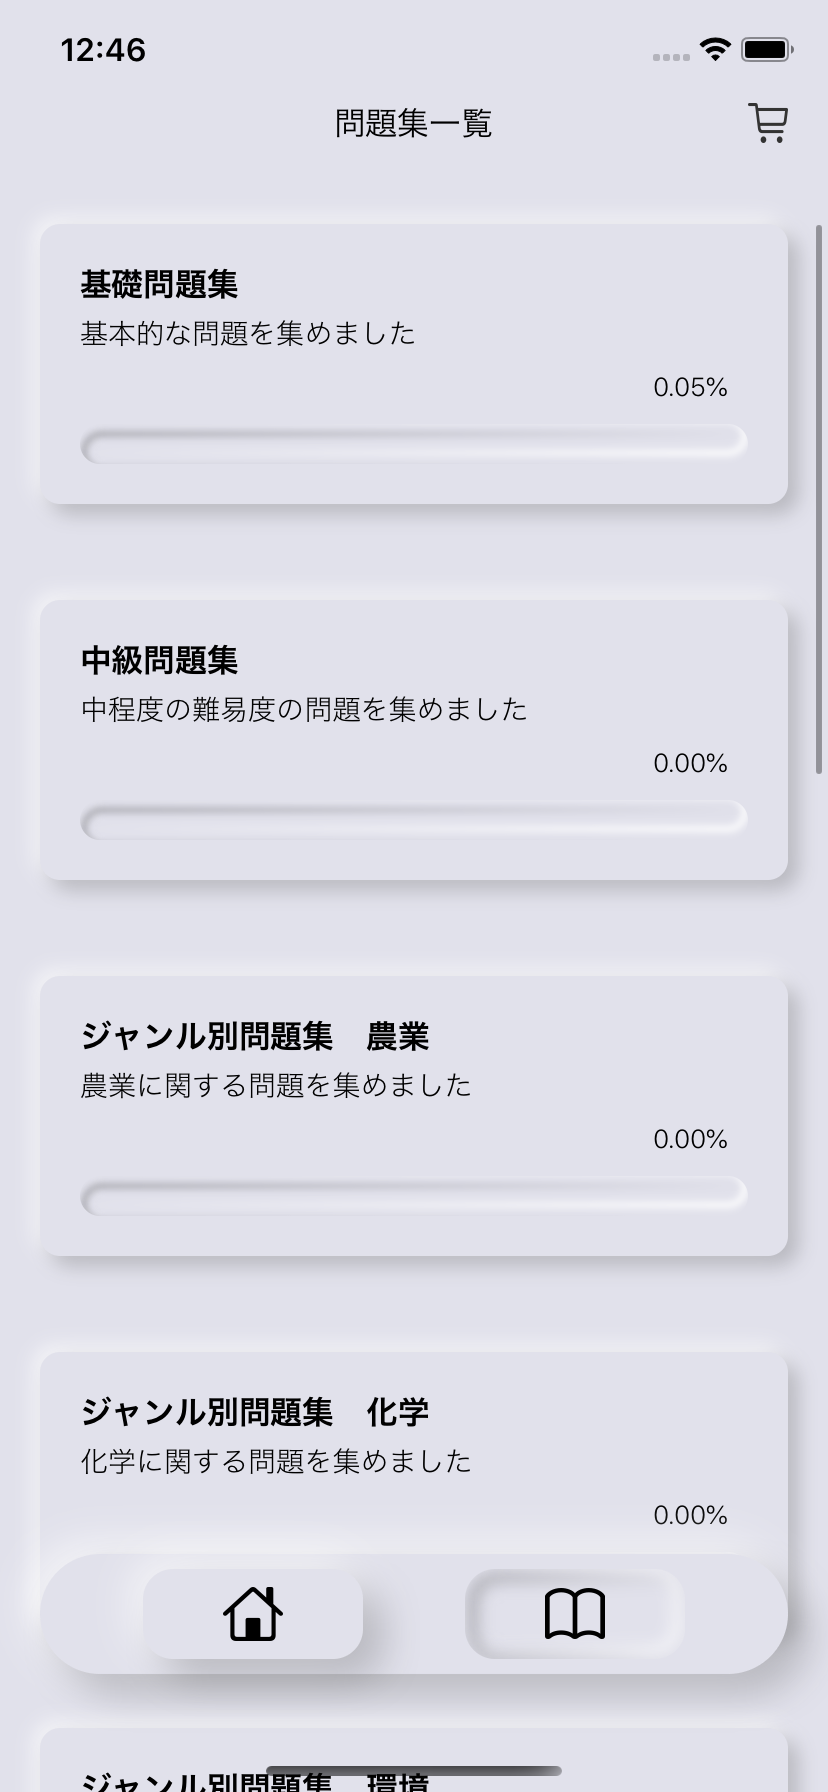 12:46
問題集一覧
基礎問題集
基本的な問題を集めました
0.05%
中級問題集
中程度の難易度の問題を集めました
0.00%
ジャンル別問題集　農業
農業に関する問題を集めました
0.00%
ジャンル別問題集　化学
化学に関する問題を集めました
0.00%
ジャンル別問題集　環境